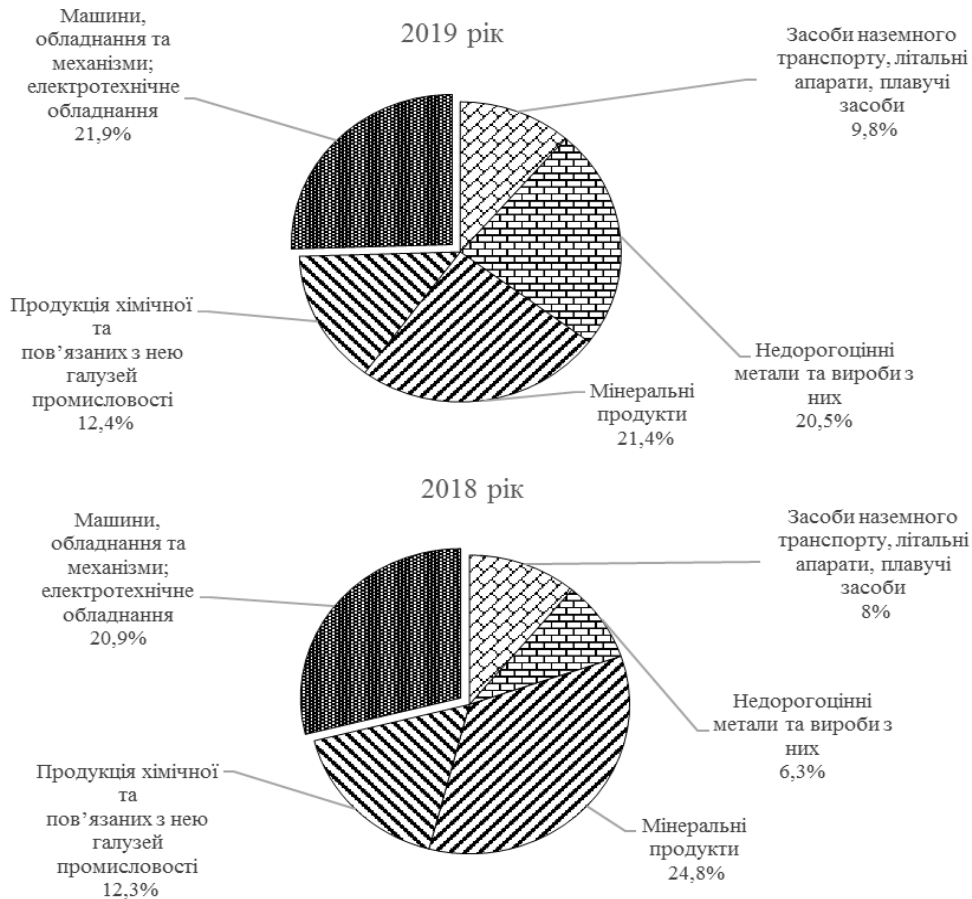 2019 рік
Машини,
обладнання та
механізми;
електротехнічне
обладнання
21,9%
Засоби наземного
транспорту, літальні
апарати, плавучі
засоби
9,8%
Продукція хімічної
та
пов’язаних з нею
галузей
промисловості
12,4%
Недорогоцінні
метали та вироби з
них
20,5%
Мінеральні
продукти
21,4%
2018 рік
Машини,
обладнання та
механізми;
електротехнічне
обладнання
20,9%
Засоби наземного
транспорту, літальні
апарати, плавучі
засоби
8%
Недорогоцінні
метали та вироби з
них
6,3%
Продукція хімічної
та
пов’язаних з нею
галузей
промисловості
12,3%
Мінеральні
продукти
24,8%